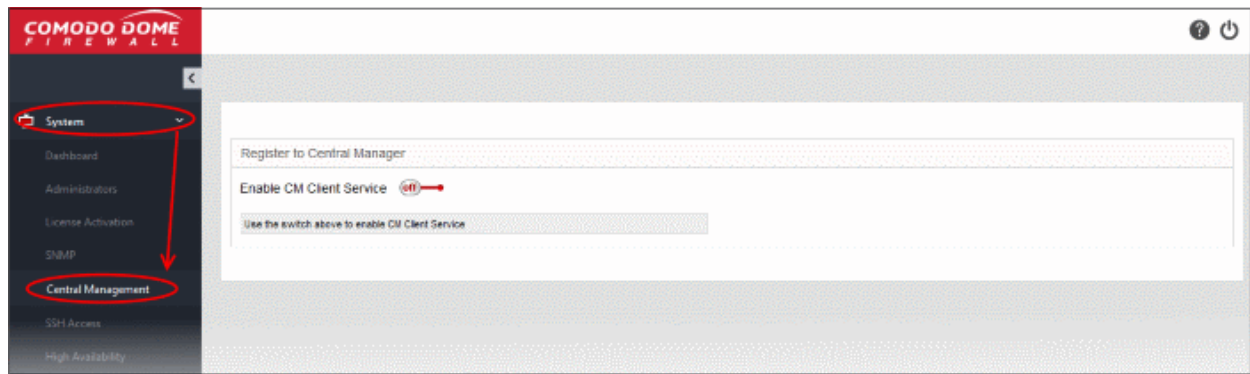 COMODO DOME
FIREWALL
System
Dashboard
Administrators
License Activation
SNMP
Central Management
SSH Access
High Availability
Register to Central Manager
Enable CM Client Service off
Use the switch above to enable CM Client Service